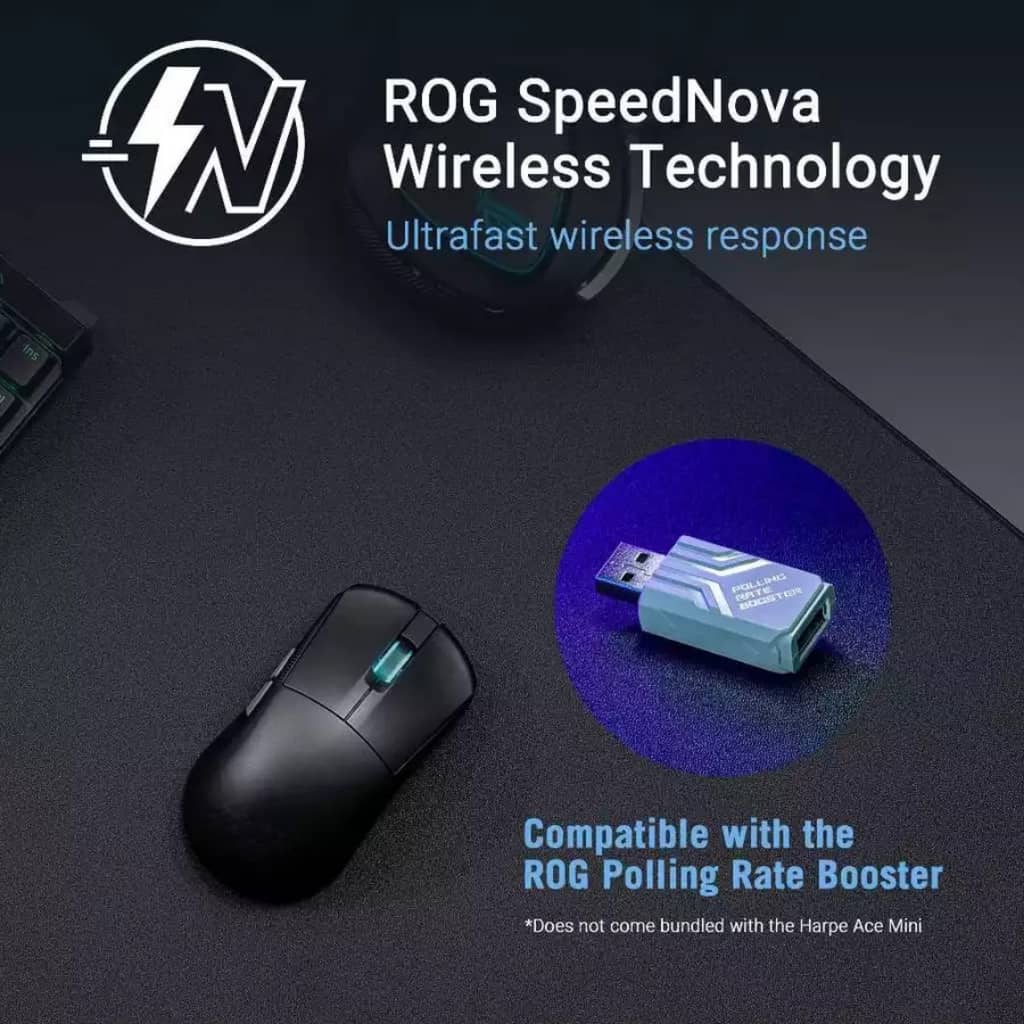 ROG SpeedNova
Wireless Technology
Ultrafast wireless response
Ins
POLLING
RATE
BOOSTER
Compatible with the
ROG Polling Rate Booster
*Does not come bundled with the Harpe Ace Mini